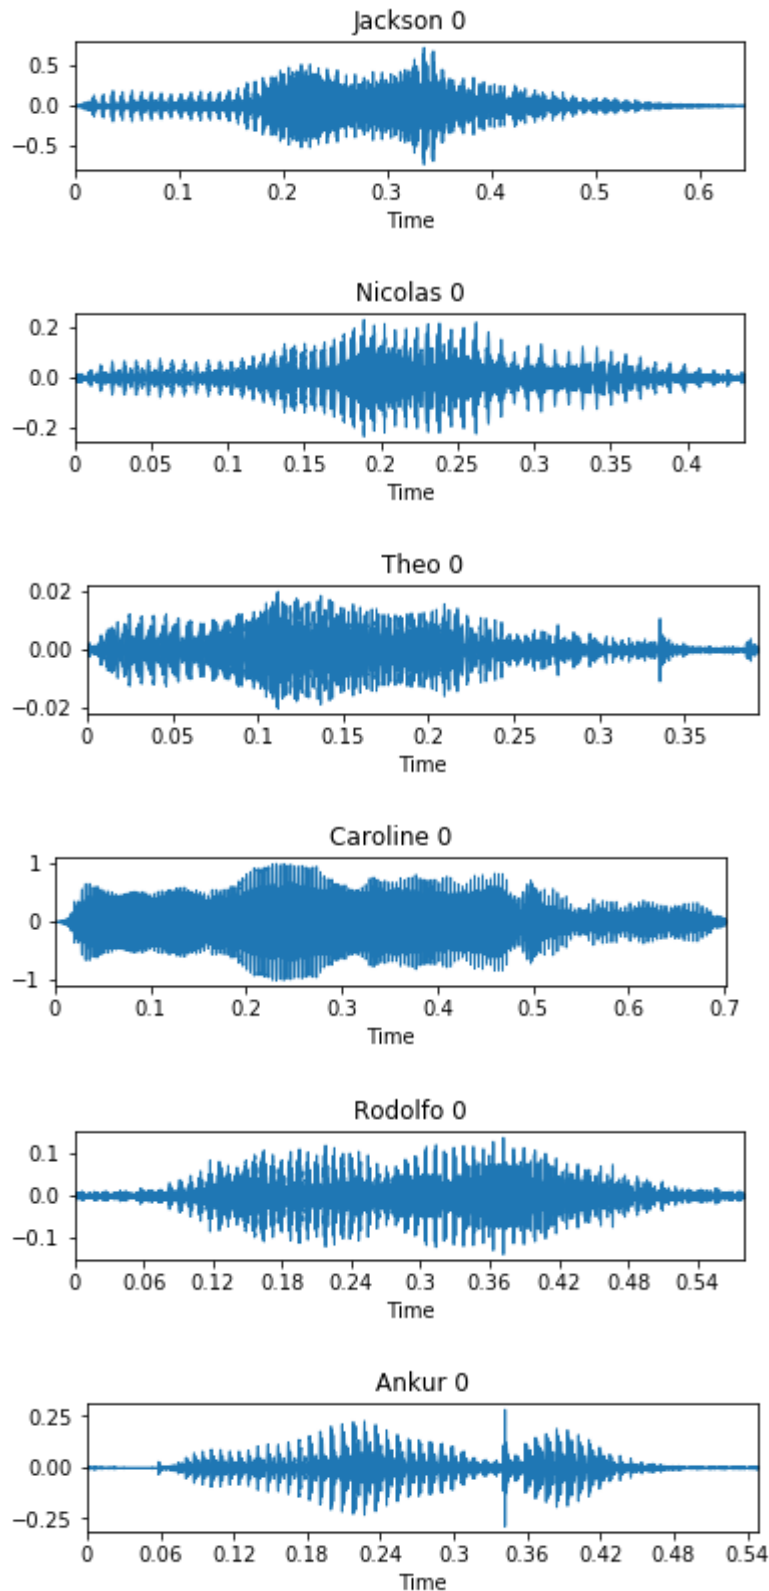 Jackson 0
0.5
0.0
−0.5
0 0.1 0.2 0.3 0.4 0.5 0.6
Time
Nicolas 0
0.2
0.0
−0.2
0 0.05 0.1 0.15 0.2 0.25 0.3 0.35 0.4
Time
Theo 0
0.02
0.00
−0.02
0 0.05 0.1 0.15 0.2 0.25 0.3 0.35
Time
Caroline 0
1
0
−1
0 0.1 0.2 0.3 0.4 0.5 0.6 0.7
Time
Rodolfo 0
0.1
0.0
−0.1
0 0.06 0.12 0.18 0.24 0.3 0.36 0.42 0.48 0.54
Time
Ankur 0
0.25
0.00
−0.25
0 0.06 0.12 0.18 0.24 0.3 0.36 0.42 0.48 0.54
Time